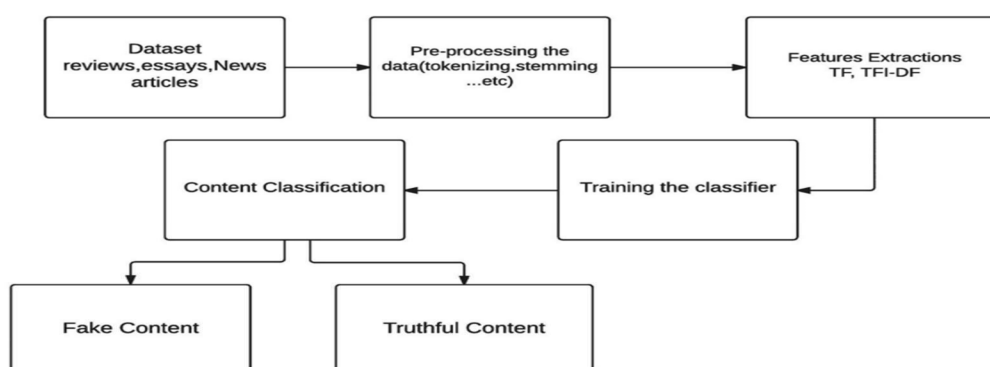 Dataset
reviews,essays,News
articles
Pre-processing the
data(tokenizing,stemming
...etc)
Features Extractions
TF, TFI-DF
Training the classifier
Content Classification
Fake Content
Truthful Content